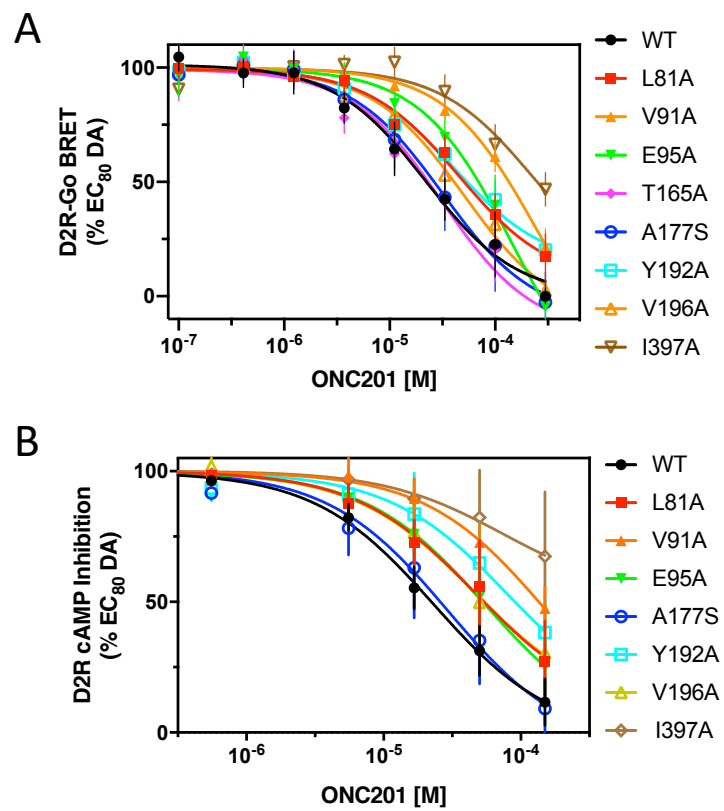 A
D2R-Go BRET
(% EC₈₀ DA)
100
50
0
10⁻⁷
10⁻⁶
10⁻⁵
10⁻⁴
ONC201 [M]
WT
L81A
V91A
E95A
T165A
A177S
Y192A
V196A
I397A
B
D2R cAMP Inhibition
(% EC₈₀ DA)
100
50
0
10⁻⁶
10⁻⁵
10⁻⁴
ONC201 [M]
WT
L81A
V91A
E95A
A177S
Y192A
V196A
I397A